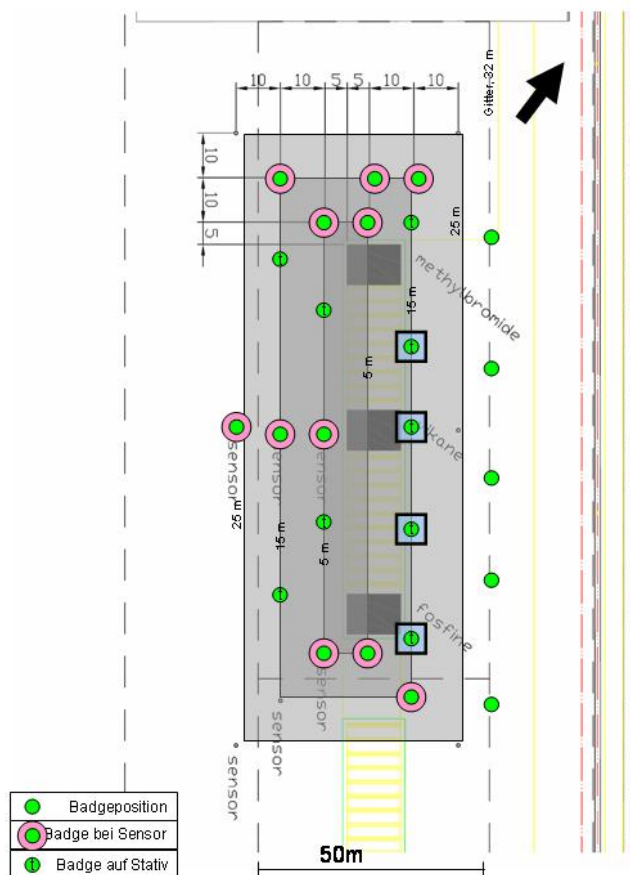 10 10 5 5 10 10
Gitter, 32 m
10
10
5
25 m
methylbromide
15 m
5 m
sensor
sensor
sensor
25 m
15 m
5 m
fosfine
sensor
sensor
sensor
Badgeposition
Badge bei Sensor
Badge auf Stativ
50m